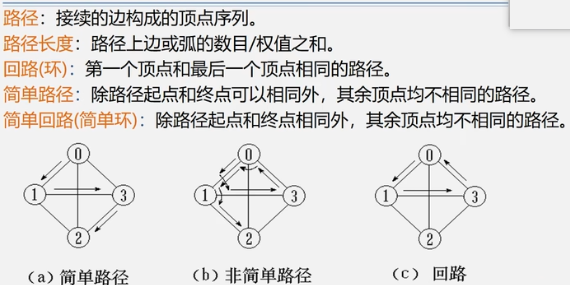 路径：接续的边构成的顶点序列。
路径长度：路径上边或弧的数目/权值之和。
回路(环)：第一个顶点和最后一个顶点相同的路径。
简单路径：除路径起点和终点可以相同外，其余顶点均不相同的路径。
简单回路(简单环)：除路径起点和终点相同外，其余顶点均不相同的路径。
0 0 0
1 3 1 3 1 3
2 2 2
(a) 简单路径 (b) 非简单路径 (c) 回路